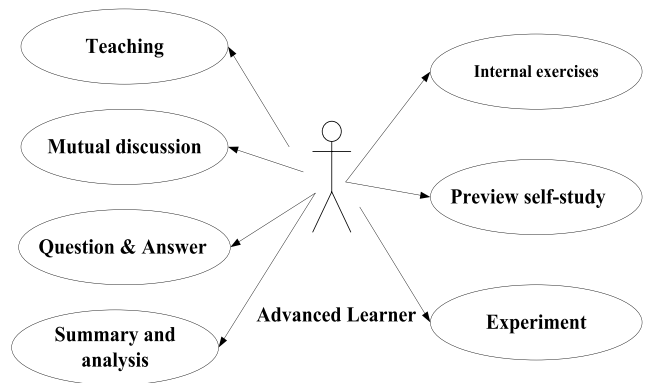 Teaching
Internal exercises
Mutual discussion
Preview self-study
Question & Answer
Advanced Learner
Experiment
Summary and
analysis